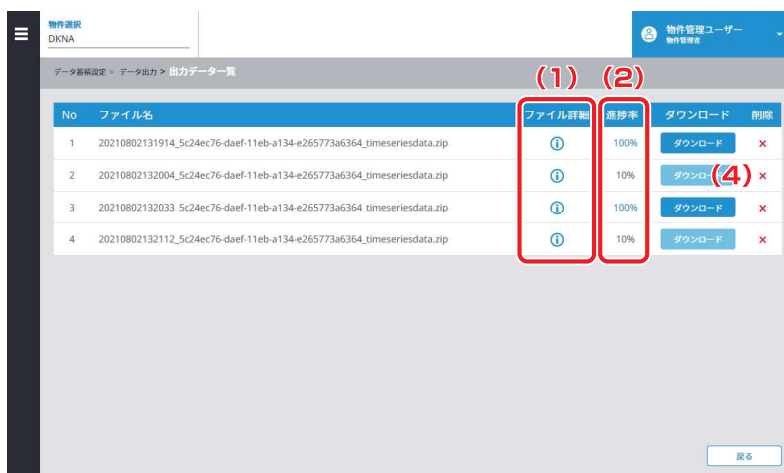 物件選択
DKNA
物件管理ユーザー
物件管理者
データ蓄積設定 > データ出力 > 出力データ一覧
(1) (2)
No ファイル名 ファイル詳細 進捗率 ダウンロード 削除
1 20210802131914_5c24ec76-daef-11eb-a134-e265773a6364_timeseriesdata.zip 100% ダウンロード ×
2 20210802132004_5c24ec76-daef-11eb-a134-e265773a6364_timeseriesdata.zip 10% ダウンロ (4) ×
3 20210802132033_5c24ec76-daef-11eb-a134-e265773a6364_timeseriesdata.zip 100% ダウンロード ×
4 20210802132112_5c24ec76-daef-11eb-a134-e265773a6364_timeseriesdata.zip 10% ダウンロード ×
戻る